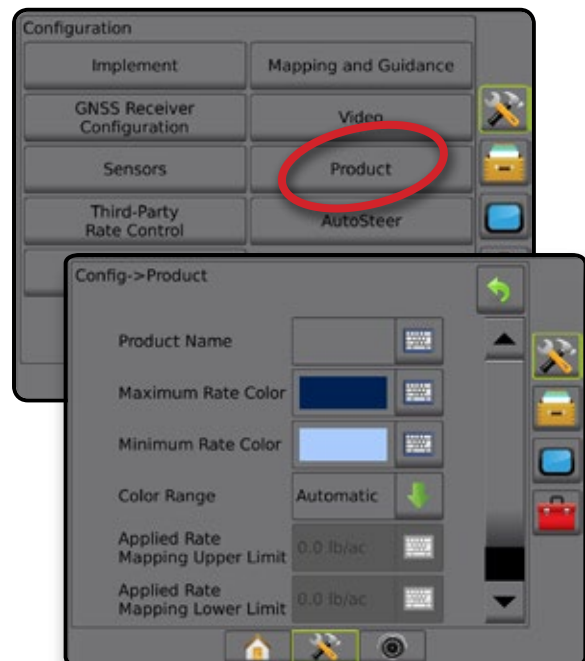 Configuration
Implement
Mapping and Guidance
GNSS Receiver
Configuration
Video
Sensors
Product
Third-Party
Rate Control
AutoSteer
Config->Product
Product Name
Maximum Rate Color
Minimum Rate Color
Color Range
Automatic
Applied Rate
Mapping Upper Limit
0.0 lb/ac
Applied Rate
Mapping Lower Limit
0.0 lb/ac